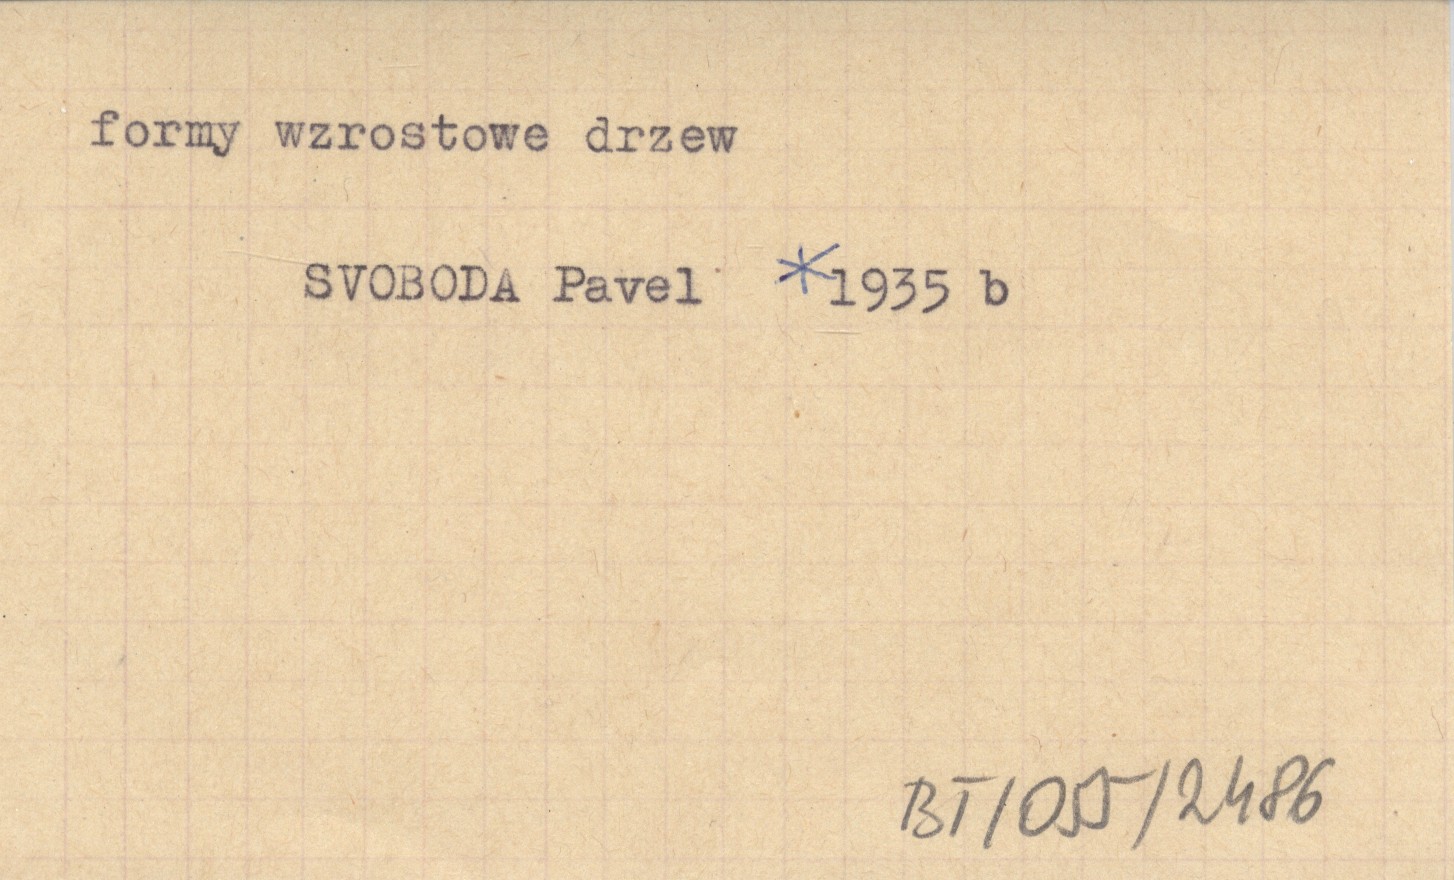 formy wzrostowe drzew
SVOBODA Pavel *1935 b
BT/055/2486